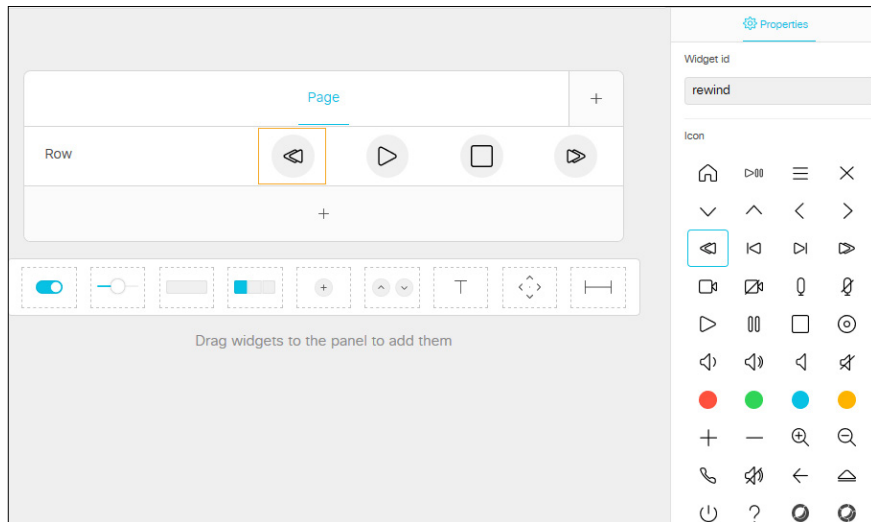 Properties
Widget id
rewind
Icon
Page
+
Row
+
Drag widgets to the panel to add them